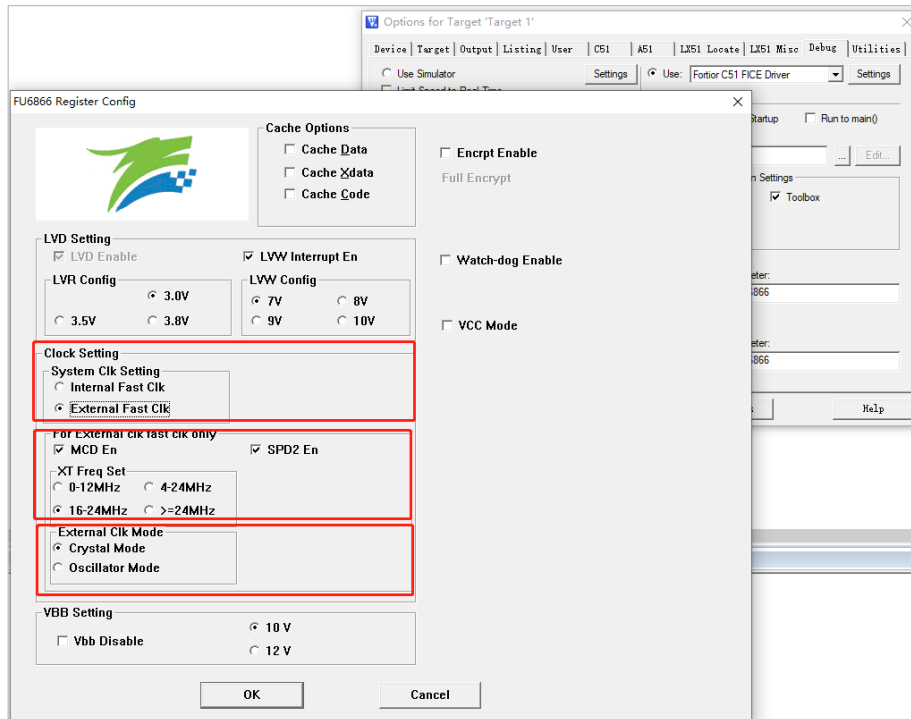 Options for Target 'Target 1'
Device Target Output Listing User C51 A51 LX51 Locate LX51 Misc Debug Utilities
Use Simulator Settings Use: Fortior C51 FICE Driver Settings
FU6866 Register Config
Startup Run to main()
... Edit...
n Settings
Toolbox
eter:
866
eter:
866
Help
Cache Options
Cache Data
Cache Xdata
Cache Code
Encrpt Enable
Full Encrypt
LVD Setting
LVD Enable LVW Interrupt En
LVR Config
3.0V
3.5V 3.8V
LVW Config
7V 8V
9V 10V
Watch-dog Enable
VCC Mode
Clock Setting
System Clk Setting
Internal Fast Clk
External Fast Clk
For External clk fast clk only
MCD En SPD2 En
XT Freq Set
0-12MHz 4-24MHz
16-24MHz >=24MHz
External Clk Mode
Crystal Mode
Oscillator Mode
VBB Setting
Vbb Disable
10 V
12 V
OK Cancel